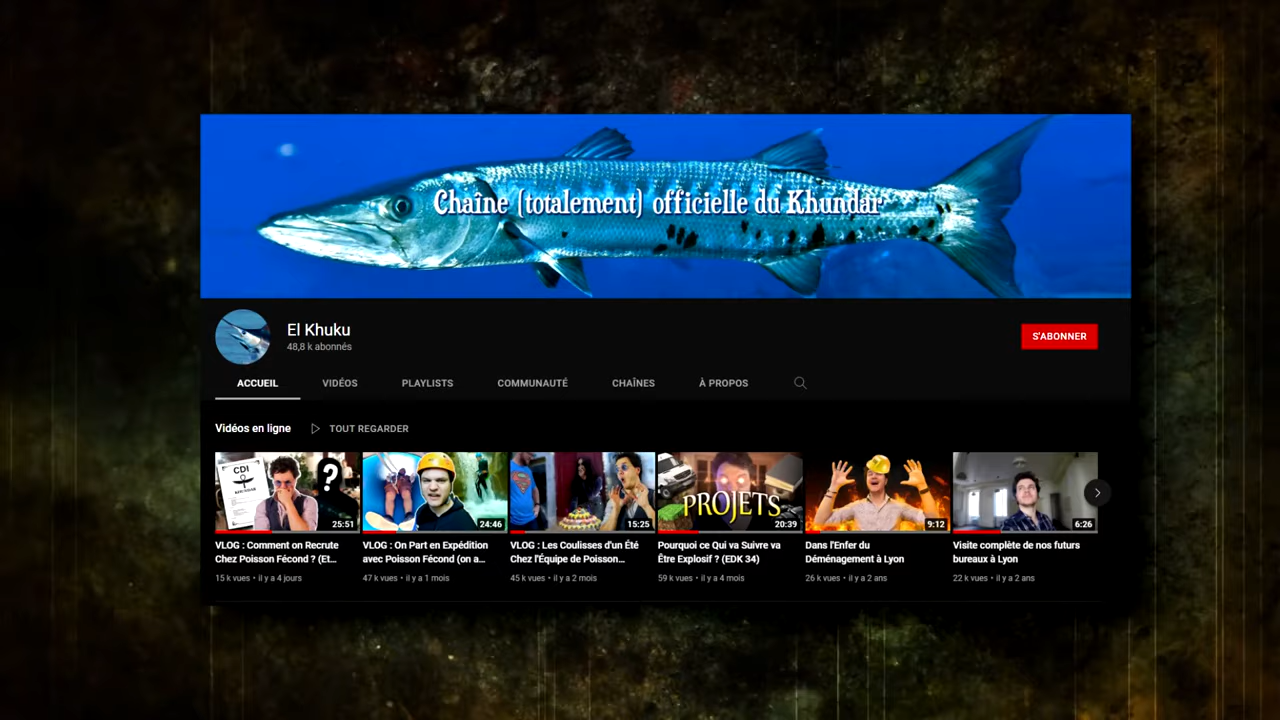 Chaîne (totalement) officielle du Khundar
El Khuku
48,8 k abonnés
S'ABONNER
ACCUEIL
VIDÉOS
PLAYLISTS
COMMUNAUTÉ
CHAÎNES
À PROPOS
Vidéos en ligne
TOUT REGARDER
CDI
?
25:51
VLOG : Comment on Recrute
Chez Poisson Fécond ? (Et...
15 k vues • il y a 4 jours
24:46
VLOG : On Part en Expédition
avec Poisson Fécond (on a...
47 k vues • il y a 1 mois
15:25
VLOG : Les Coulisses d'un Été
Chez l'Équipe de Poisson...
45 k vues • il y a 2 mois
PROJETS
20:39
Pourquoi ce Qui va Suivre va
Être Explosif ? (EDK 34)
59 k vues • il y a 4 mois
9:12
Dans l'Enfer du
Déménagement à Lyon
26 k vues • il y a 2 ans
6:26
Visite complète de nos futurs
bureaux à Lyon
22 k vues • il y a 2 ans